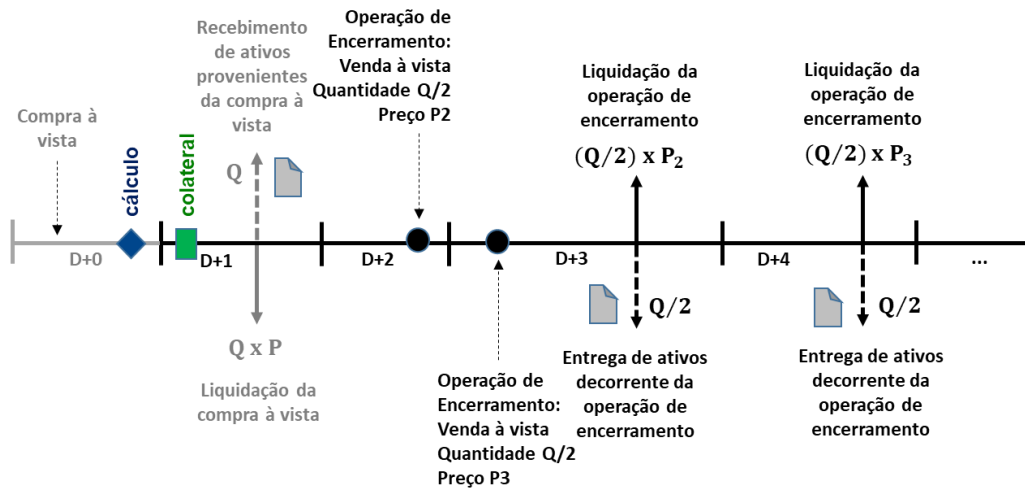 Compra à
vista
cálculo
colateral
Recebimento
de ativos
provenientes
da compra à
vista
Q
Operação de
Encerramento:
Venda à vista
Quantidade Q/2
Preço P2
Liquidação da
operação de
encerramento
(Q/2) x P₂
Liquidação da
operação de
encerramento
(Q/2) x P₃
D+0
D+1
D+2
D+3
D+4
...
Q x P
Liquidação da
compra à vista
Operação de
Encerramento:
Venda à vista
Quantidade Q/2
Preço P3
Q/2
Entrega de ativos
decorrente da
operação de
encerramento
Q/2
Entrega de ativos
decorrente da
operação de
encerramento